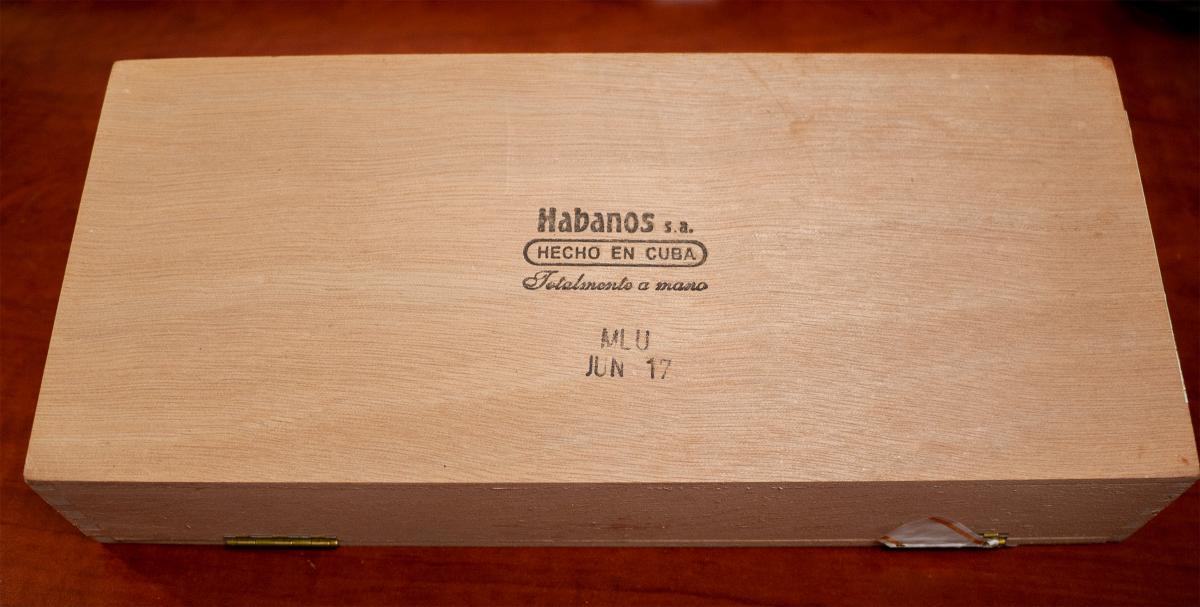 Habanos s.a.
HECHO EN CUBA
Totalmente a mano
MLU
JUN 17